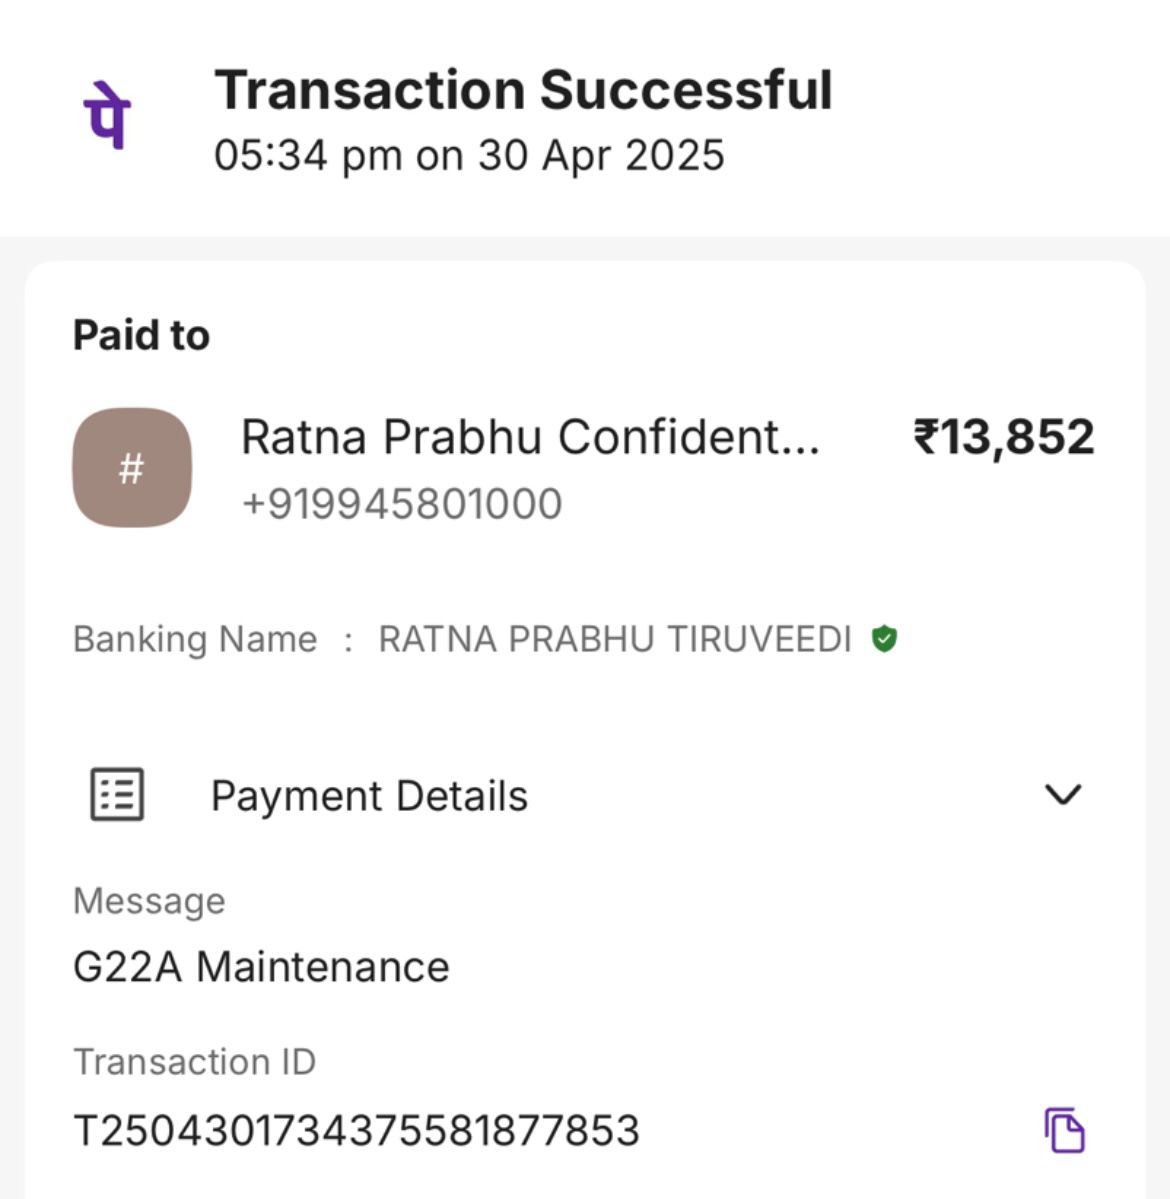 पे
Transaction Successful
05:34 pm on 30 Apr 2025
Paid to
#
Ratna Prabhu Confident... ₹13,852
+919945801000
Banking Name : RATNA PRABHU TIRUVEEDI
Payment Details
Message
G22A Maintenance
Transaction ID
T2504301734375581877853